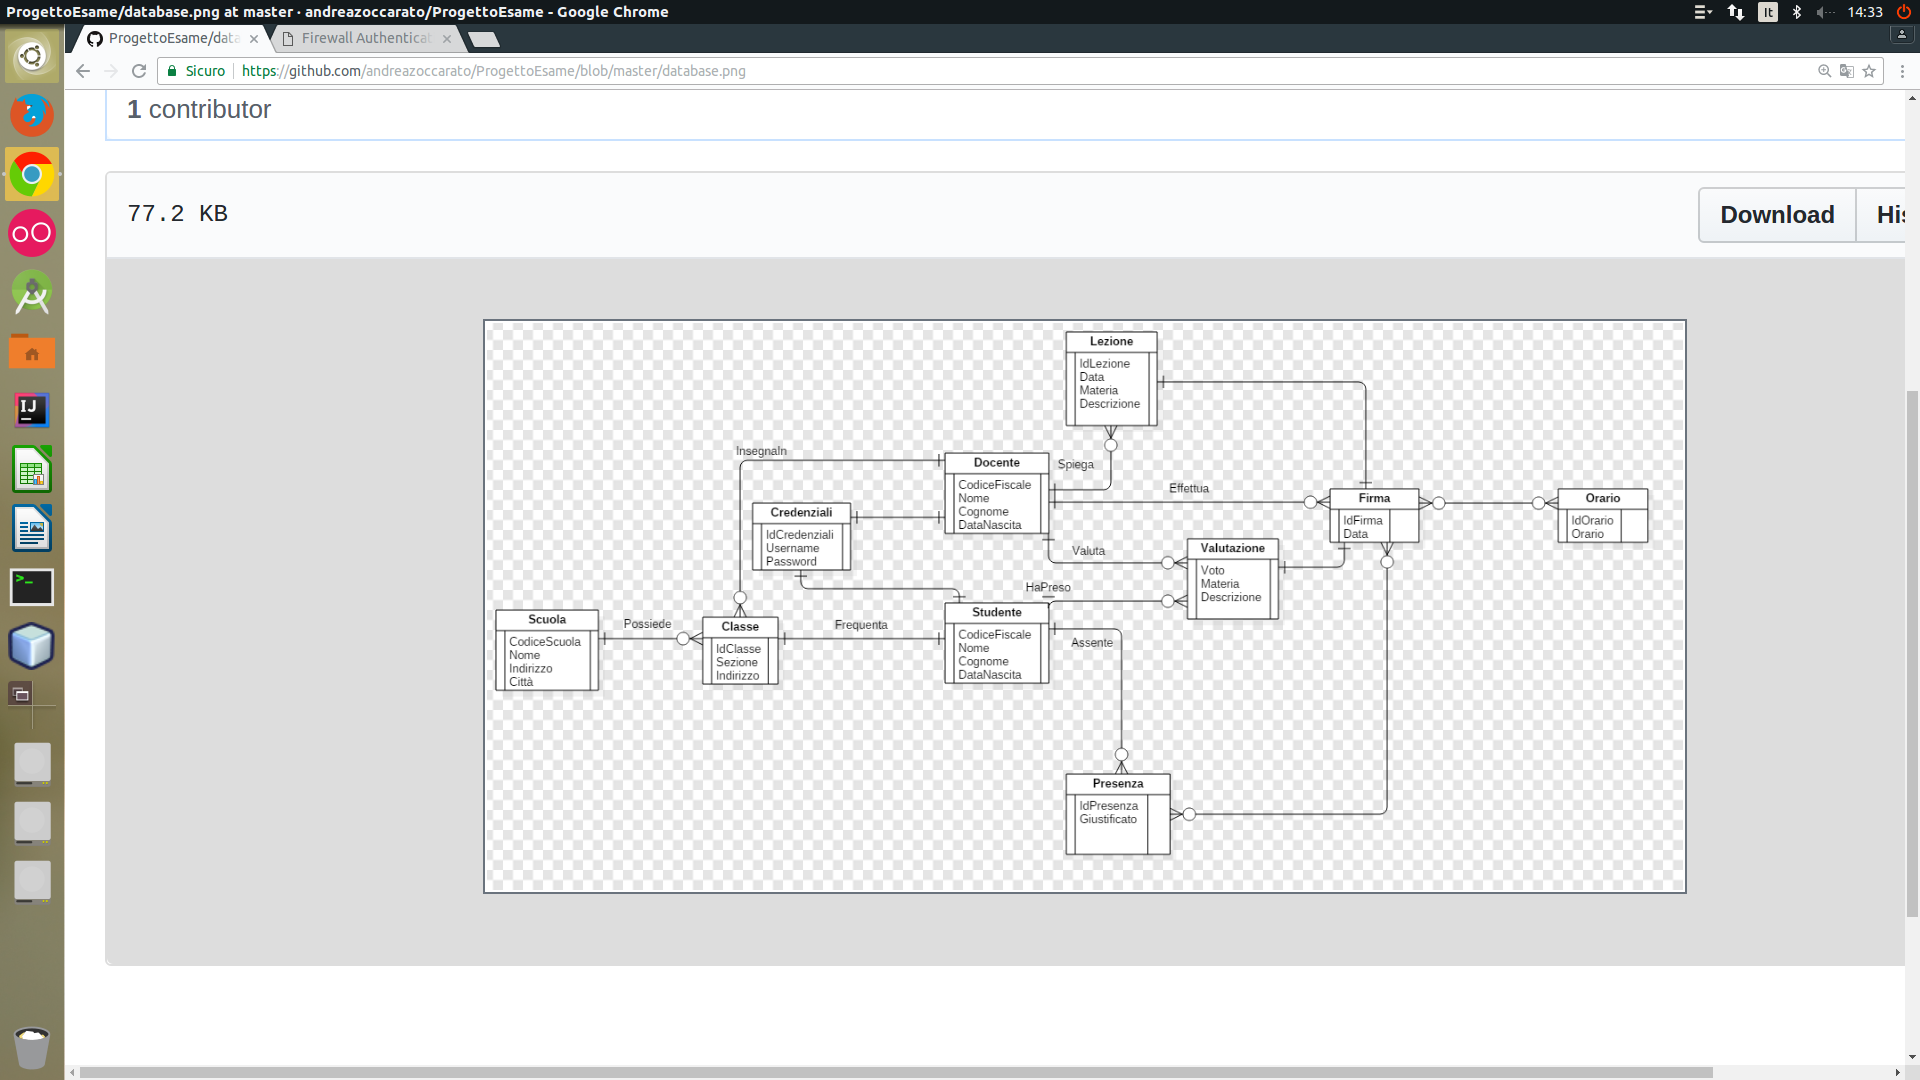 ProgettoEsame/database.png at master · andreazoccarato/ProgettoEsame - Google Chrome
It
14:33
ProgettoEsame/data
Firewall Authenticat
Sicuro
https://github.com/andreazoccarato/ProgettoEsame/blob/master/database.png
1 contributor
77.2 KB
Download
His
Lezione
IdLezione
Data
Materia
Descrizione
InsegnaIn
Docente
CodiceFiscale
Nome
Cognome
DataNascita
Spiega
Effettua
Firma
IdFirma
Data
Orario
IdOrario
Orario
Credenziali
IdCredenziali
Username
Password
Valuta
Valutazione
Voto
Materia
Descrizione
HaPreso
Scuola
CodiceScuola
Nome
Indirizzo
Città
Possiede
Classe
IdClasse
Sezione
Indirizzo
Frequenta
Studente
CodiceFiscale
Nome
Cognome
DataNascita
Assente
Presenza
IdPresenza
Giustificato
IJ
>_